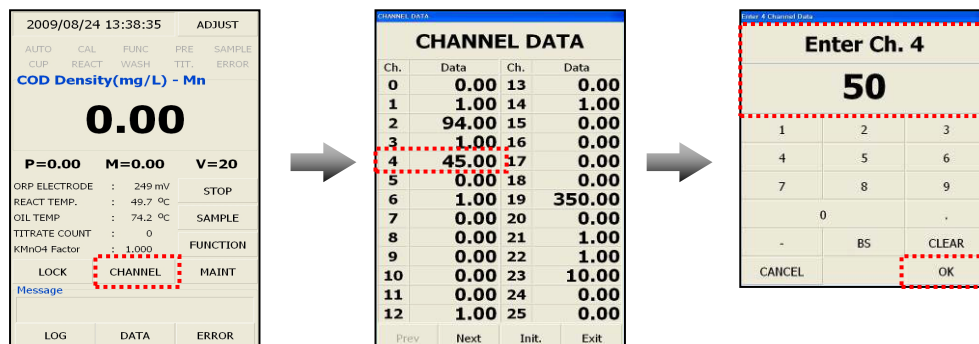 2009/08/24 13:38:35 ADJUST
AUTO CAL FUNC PRE SAMPLE
CUP REACT WASH TIT. ERROR
COD Density(mg/L) - Mn
0.00
P=0.00 M=0.00 V=20
ORP ELECTRODE : 249 mV
STOP
REACT TEMP. : 49.7 ºC
OIL TEMP : 74.2 ºC SAMPLE
TITRATE COUNT : 0
FUNCTION
KMnO4 Factor : 1.000
LOCK CHANNEL MAINT
Message
LOG DATA ERROR
CHANNEL DATA
CHANNEL DATA
Ch. Data Ch. Data
0 0.00 13 0.00
1 1.00 14 1.00
2 94.00 15 0.00
3 1.00 16 0.00
4 45.00 17 0.00
5 0.00 18 0.00
6 1.00 19 350.00
7 0.00 20 0.00
8 0.00 21 1.00
9 0.00 22 1.00
10 0.00 23 10.00
11 0.00 24 0.00
12 1.00 25 0.00
Prev Next Init. Exit
Enter 4 Channel Data
Enter Ch. 4
50
1 2 3
4 5 6
7 8 9
0 .
- BS CLEAR
CANCEL OK